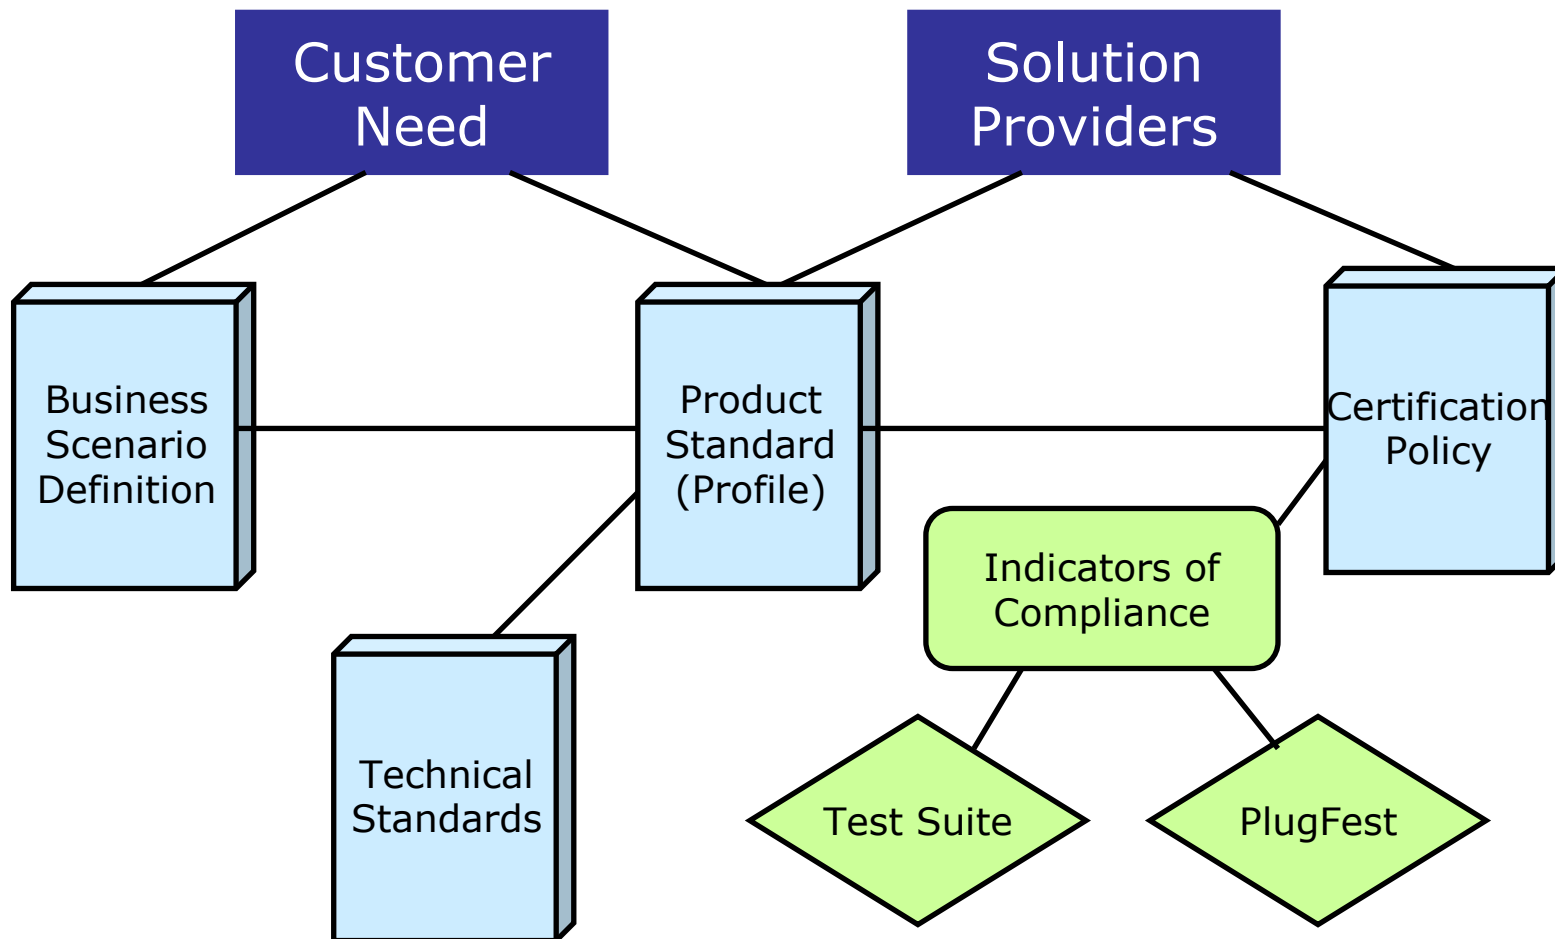 Customer
Need
Solution
Providers
Business
Scenario
Definition
Product
Standard
(Profile)
Certification
Policy
Indicators of
Compliance
Technical
Standards
Test Suite
PlugFest